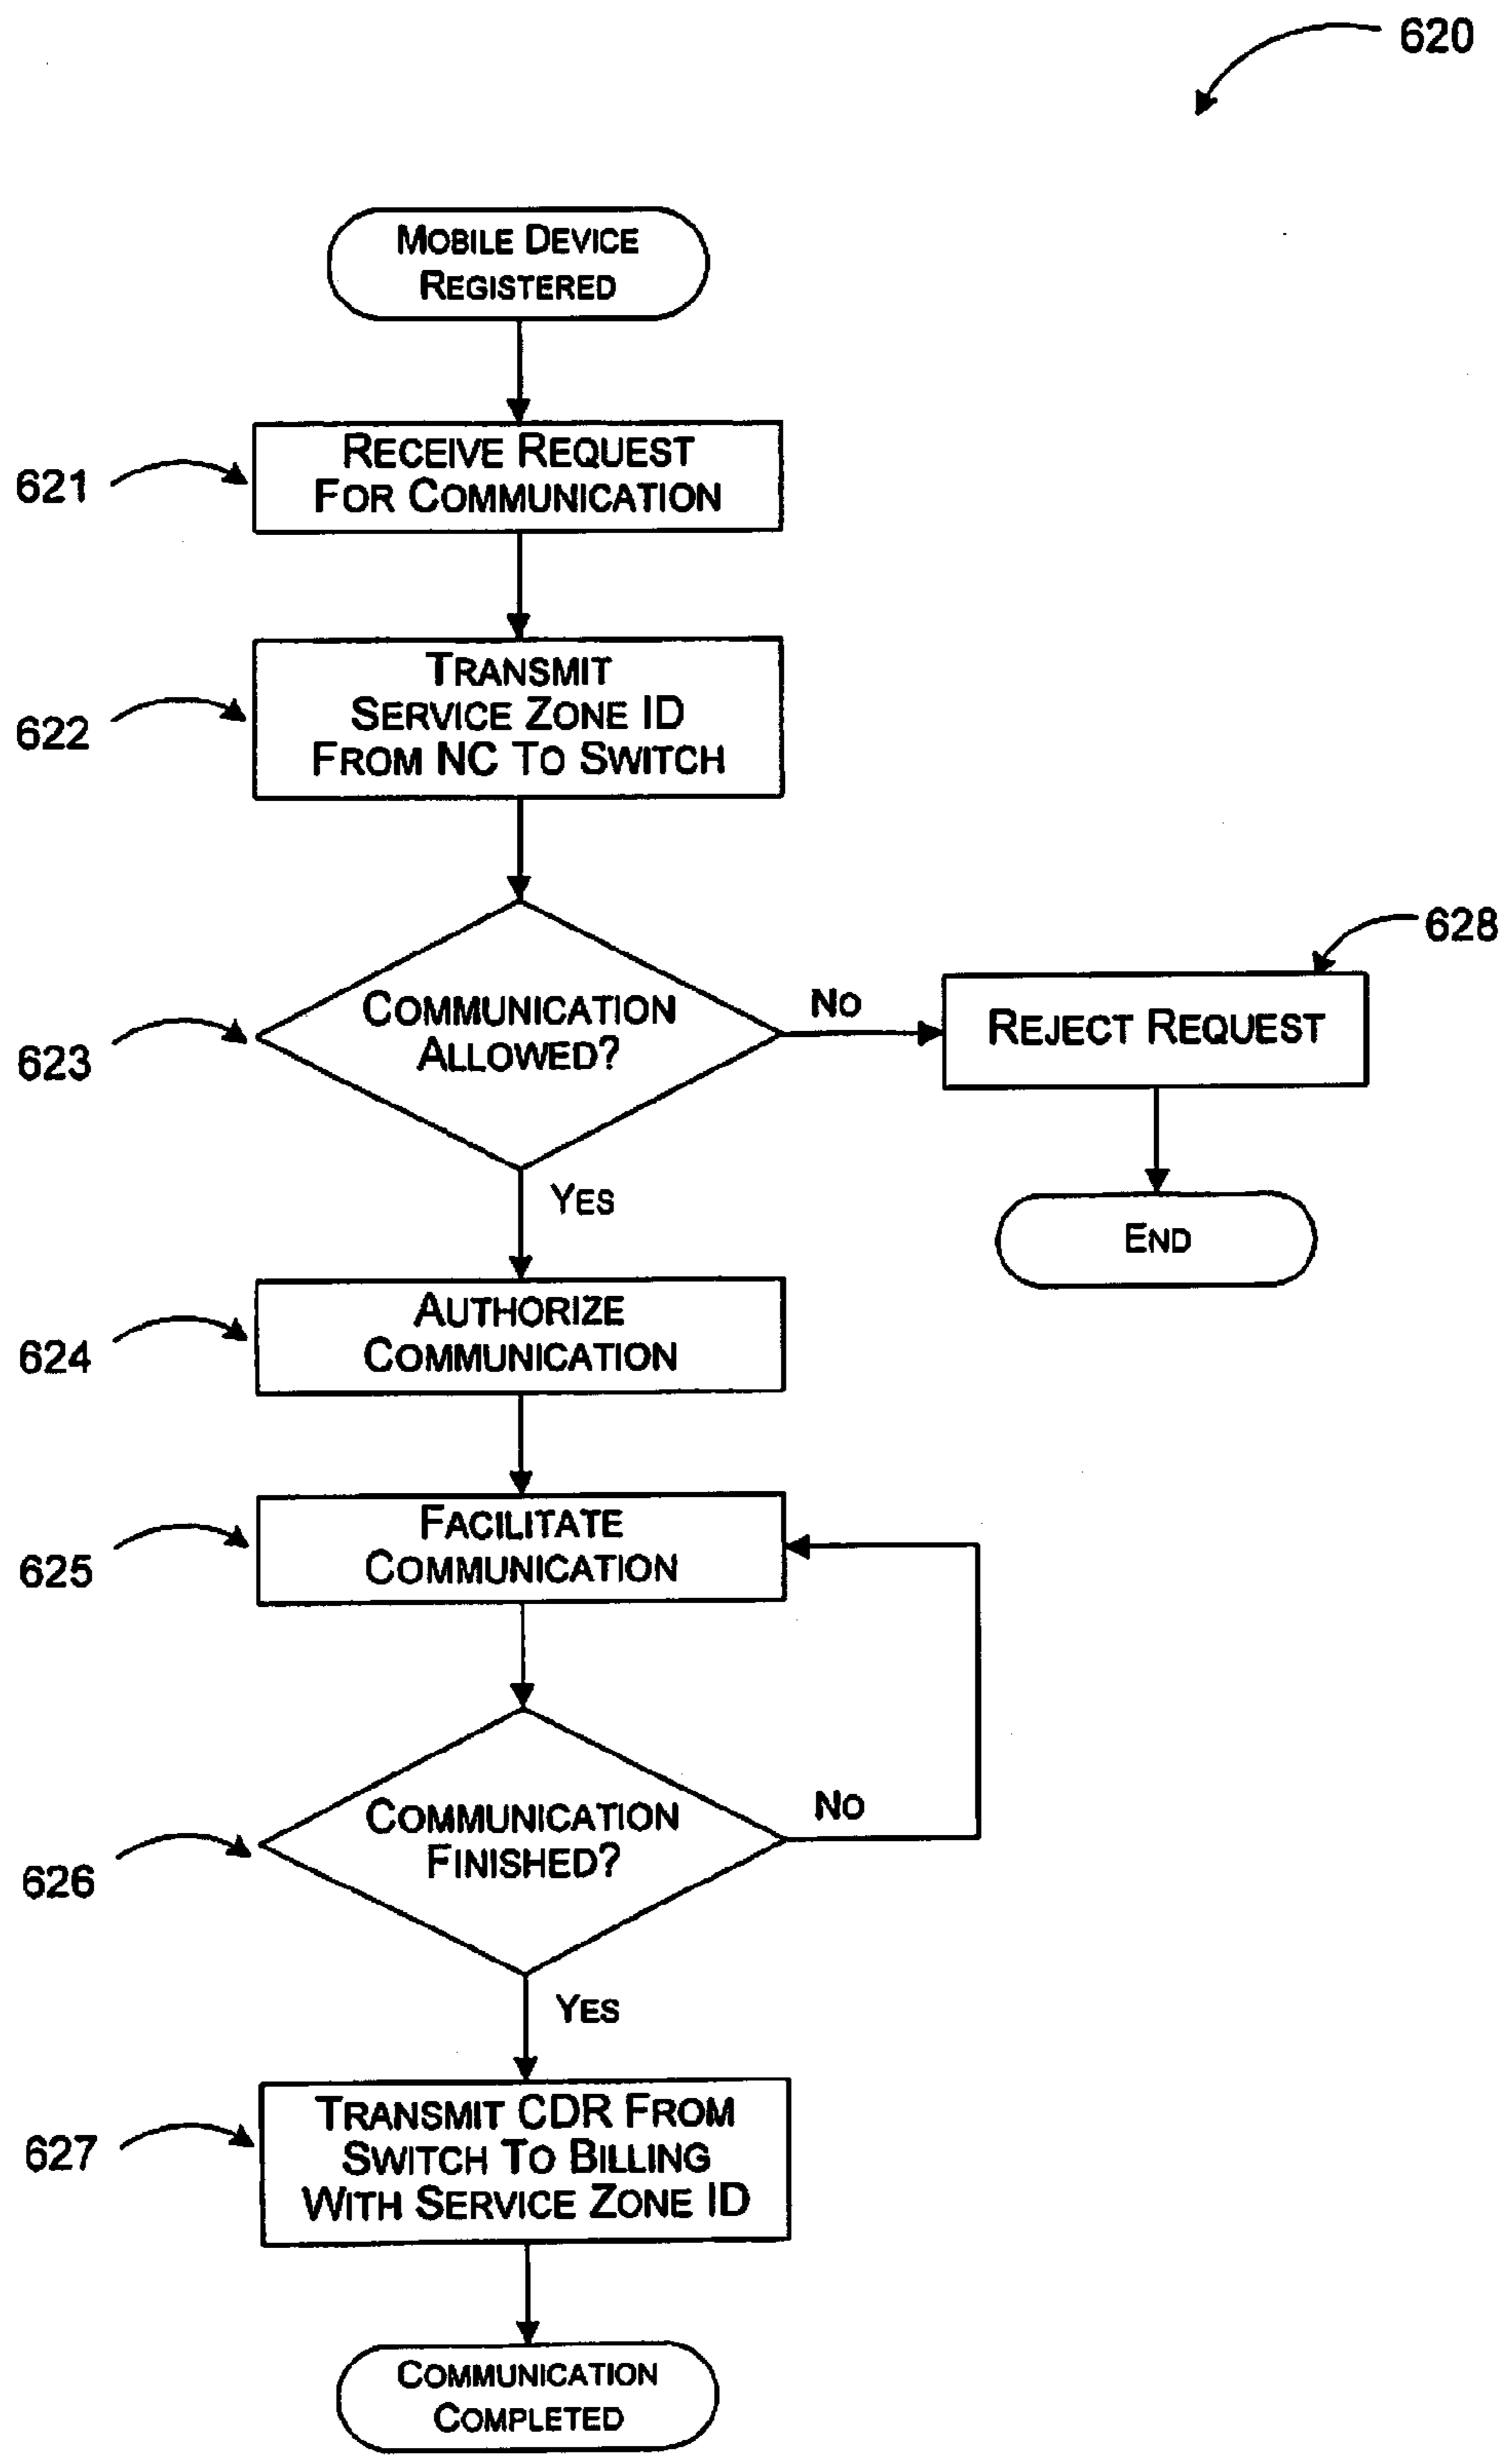 620
MOBILE DEVICE
REGISTERED
621
RECEIVE REQUEST
FOR COMMUNICATION
622
TRANSMIT
SERVICE ZONE ID
FROM NC TO SWITCH
623
COMMUNICATION
ALLOWED?
NO
628
REJECT REQUEST
END
YES
624
AUTHORIZE
COMMUNICATION
625
FACILITATE
COMMUNICATION
626
COMMUNICATION
FINISHED?
NO
YES
627
TRANSMIT CDR FROM
SWITCH TO BILLING
WITH SERVICE ZONE ID
COMMUNICATION
COMPLETED